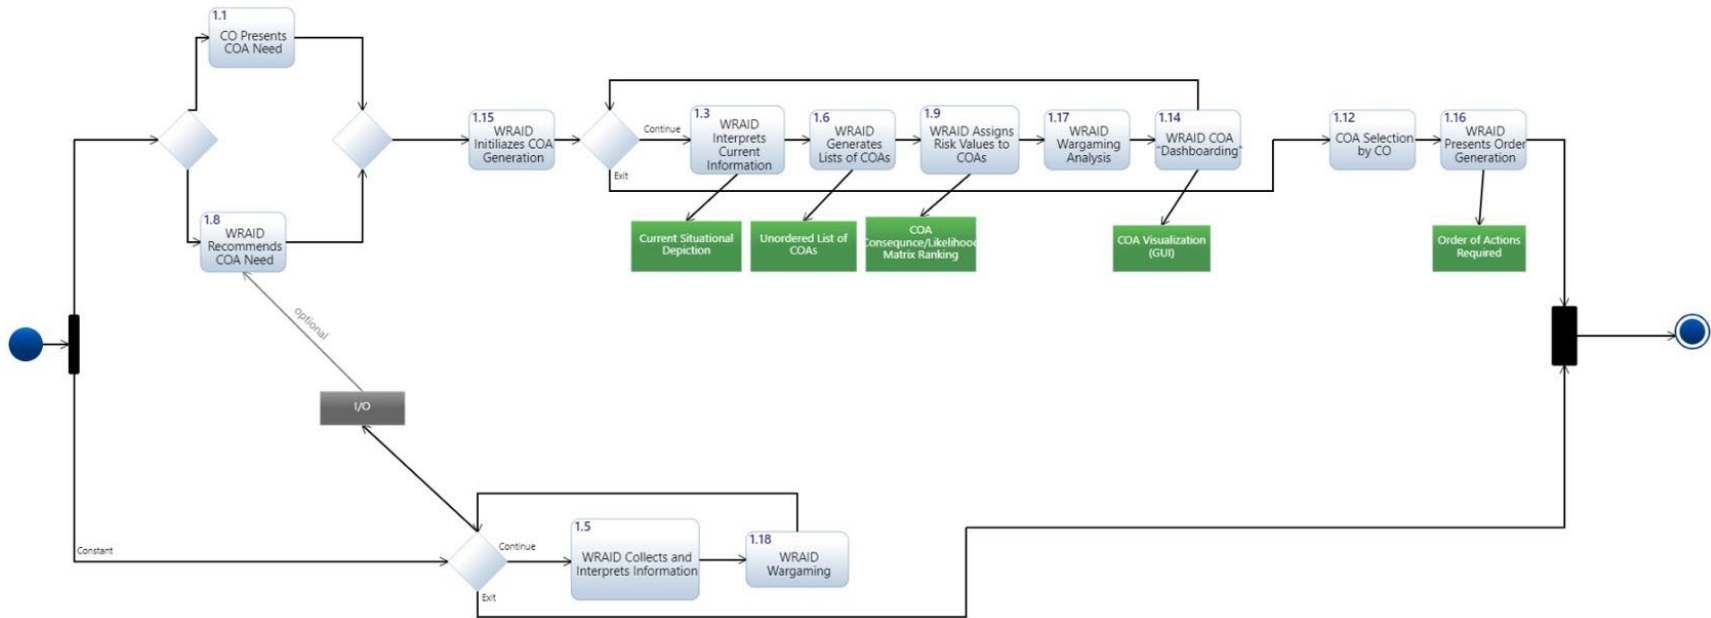 1.1
CO Presents
COA Need
1.15
WRAID
Initiliazes COA
Generation
Continue
Exit
1.3
WRAID
Interprets
Current
Information
1.6
WRAID
Generates
Lists of COAs
1.9
WRAID Assigns
Risk Values to
COAs
1.17
WRAID
Wargaming
Analysis
1.14
WRAID COA
"Dashboarding"
1.12
COA Selection
by CO
1.16
WRAID
Presents Order
Generation
1.8
WRAID
Recommends
COA Need
Current Situational
Depiction
Unordered List of
COAs
COA
Consequnce/Likelihood
Matrix Ranking
COA Visualization
(GUI)
Order of Actions
Required
optional
I/O
Constant
Continue
Exit
1.5
WRAID Collects and
Interprets Information
1.18
WRAID
Wargaming